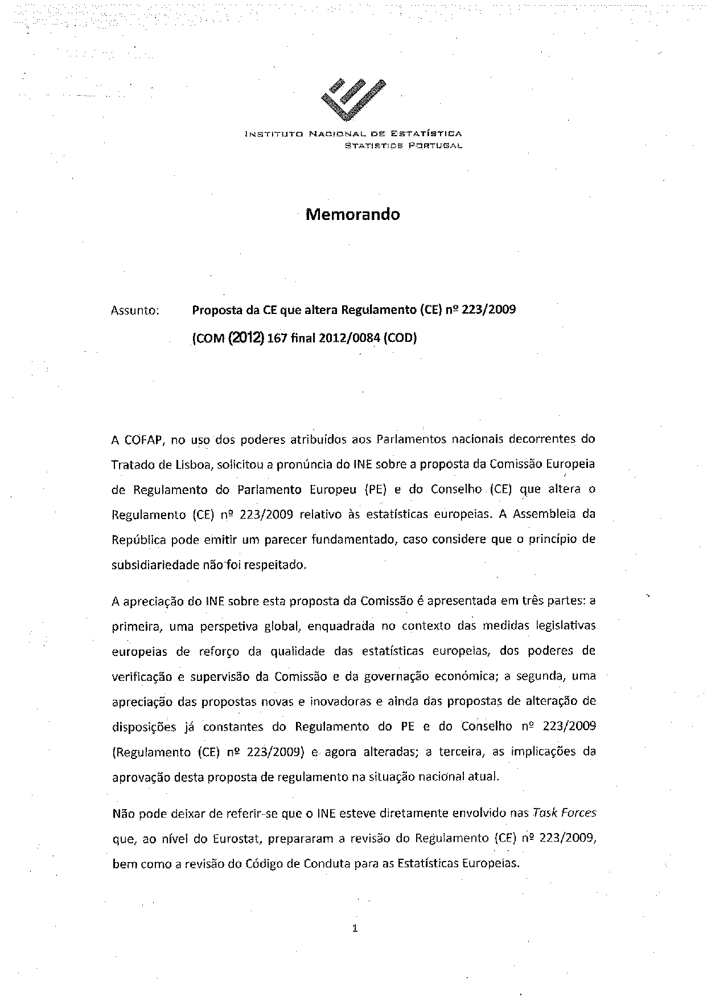 INSTITUTO NACIONAL DE ESTATÍSTICA
STATISTICS PORTUGAL
Memorando
Assunto: Proposta da CE que altera Regulamento (CE) nº 223/2009
(COM (2012) 167 final 2012/0084 (COD)
A COFAP, no uso dos poderes atribuídos aos Parlamentos nacionais decorrentes do
Tratado de Lisboa, solicitou a pronúncia do INE sobre a proposta da Comissão Europeia
de Regulamento do Parlamento Europeu (PE) e do Conselho (CE) que altera o
Regulamento (CE) nº 223/2009 relativo às estatísticas europeias. A Assembleia da
República pode emitir um parecer fundamentado, caso considere que o princípio de
subsidiariedade não foi respeitado.
A apreciação do INE sobre esta proposta da Comissão é apresentada em três partes: a
primeira, uma perspetiva global, enquadrada no contexto das medidas legislativas
europeias de reforço da qualidade das estatísticas europeias, dos poderes de
verificação e supervisão da Comissão e da governação económica; a segunda, uma
apreciação das propostas novas e inovadoras e ainda das propostas de alteração de
disposições já constantes do Regulamento do PE e do Conselho nº 223/2009
(Regulamento (CE) nº 223/2009) e agora alteradas; a terceira, as implicações da
aprovação desta proposta de regulamento na situação nacional atual.
Não pode deixar de referir-se que o INE esteve diretamente envolvido nas Task Forces
que, ao nível do Eurostat, prepararam a revisão do Regulamento (CE) nº 223/2009,
bem como a revisão do Código de Conduta para as Estatísticas Europeias.
1